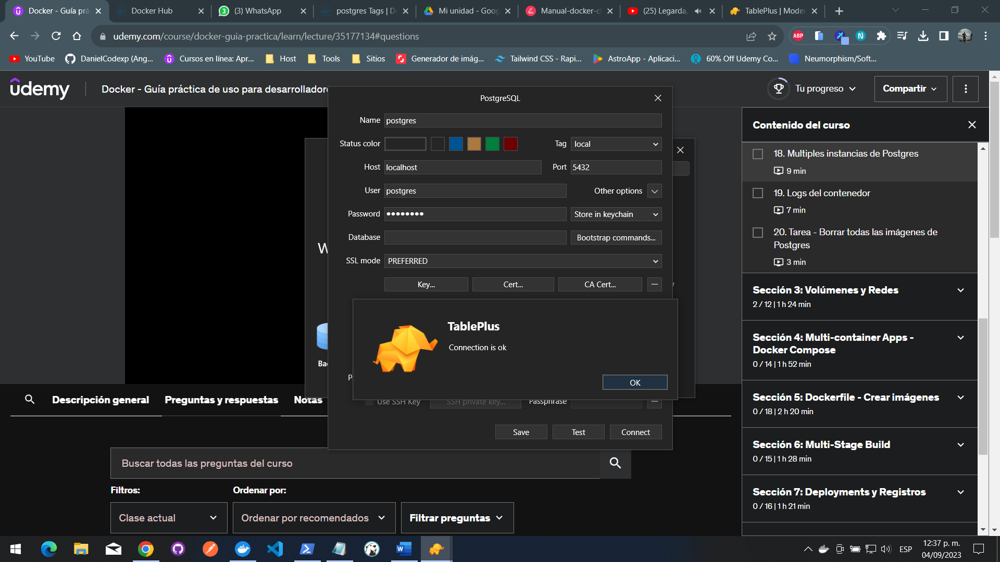 Docker - Guía prá
Docker Hub
(3) WhatsApp
postgres Tags | D
Mi unidad - Goog
Manual-docker-c
(25) Legarda,
TablePlus | Moder
udemy.com/course/docker-guia-practica/learn/lecture/35177134#questions
ABP
YouTube
DanielCodexp (Ang...
Cursos en línea: Apr...
Host
Tools
Sitios
Generador de imág...
Tailwind CSS - Rapi...
AstroApp - Aplicaci...
60% Off Udemy Co...
Neumorphism/Soft...
udemy
Docker - Guía práctica de uso para desarrollador
Tu progreso
Compartir
PostgreSQL
Name postgres
Status color
Tag local
Host localhost
Port 5432
User postgres
Other options
Password ••••••••
Store in keychain
Database
Bootstrap commands...
SSL mode PREFERRED
Key...
Cert...
CA Cert...
W
Ba
TablePlus
Connection is ok
OK
P
Use SSH Key
SSH private key...
Passphrase
Save
Test
Connect
Contenido del curso
18. Multiples instancias de Postgres
9 min
19. Logs del contenedor
7 min
20. Tarea - Borrar todas las imágenes de
Postgres
3 min
Sección 3: Volúmenes y Redes
2 / 12 | 1 h 24 min
Sección 4: Multi-container Apps -
Docker Compose
0 / 14 | 1 h 52 min
Sección 5: Dockerfile - Crear imágenes
0 / 18 | 2 h 20 min
Sección 6: Multi-Stage Build
0 / 15 | 1 h 28 min
Sección 7: Deployments y Registros
0 / 16 | 1 h 21 min
Descripción general
Preguntas y respuestas
Notas
Buscar todas las preguntas del curso
Filtros:
Ordenar por:
Clase actual
Ordenar por recomendados
Filtrar preguntas
ESP
12:37 p. m.
04/09/2023